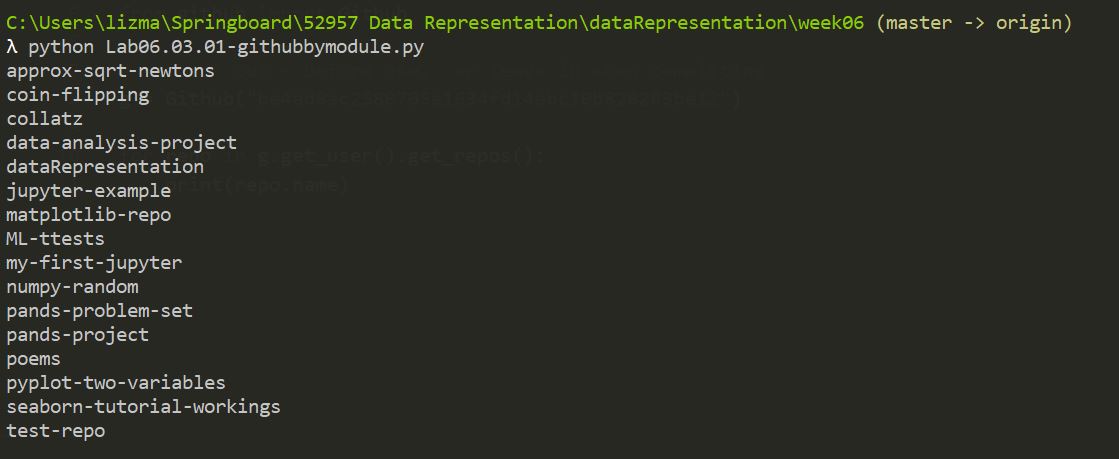 C:\Users\lizma\Springboard\52957 Data Representation\dataRepresentation\week06 (master -> origin)
λ python Lab06.03.01-githubbymodule.py
approx-sqrt-newtons
coin-flipping
collatz
data-analysis-project
dataRepresentation
jupyter-example
matplotlib-repo
ML-ttests
my-first-jupyter
numpy-random
pands-problem-set
pands-project
poems
pyplot-two-variables
seaborn-tutorial-workings
test-repo